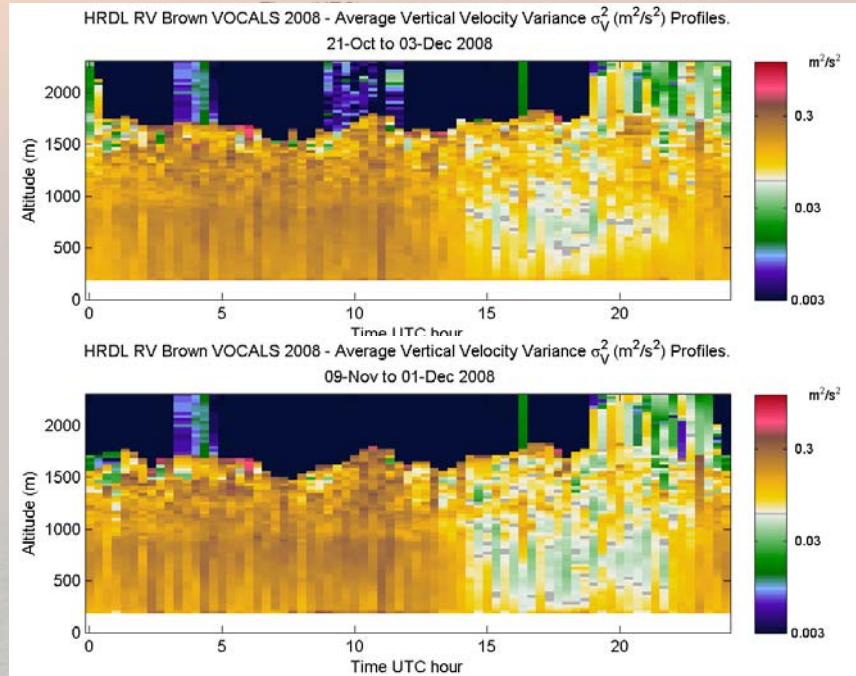 HRDL RV Brown VOCALS 2008 - Average Vertical Velocity Variance σ²V (m²/s²) Profiles.
21-Oct to 03-Dec 2008
m²/s²
2000
1500
1000
500
0
Altitude (m)
0.3
0.03
0.003
0 5 10 15 20
Time UTC hour
HRDL RV Brown VOCALS 2008 - Average Vertical Velocity Variance σ²V (m²/s²) Profiles.
09-Nov to 01-Dec 2008
m²/s²
2000
1500
1000
500
0
Altitude (m)
0.3
0.03
0.003
0 5 10 15 20
Time UTC hour